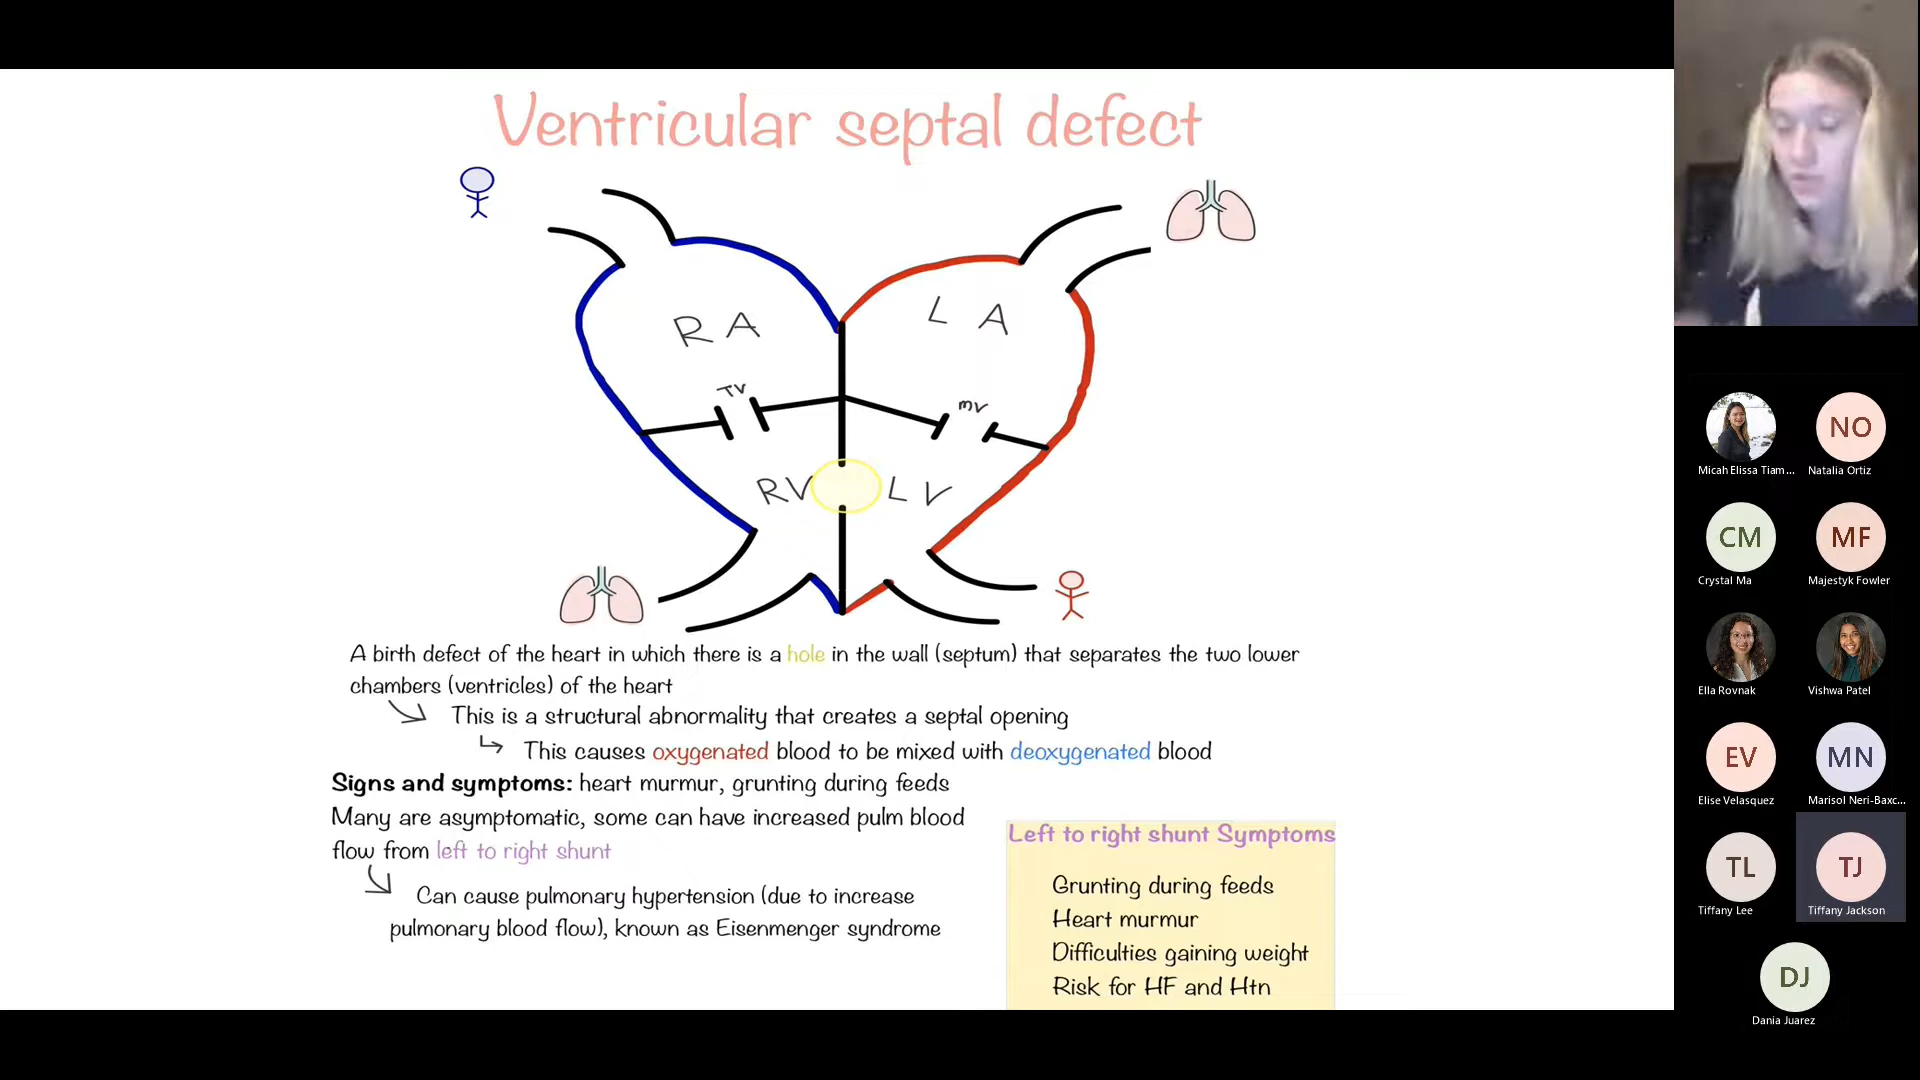 Ventricular septal defect
R A
L A
TV
mv
RV
L V
A birth defect of the heart in which there is a hole in the wall (septum) that separates the two lower
chambers (ventricles) of the heart
This is a structural abnormality that creates a septal opening
This causes oxygenated blood to be mixed with deoxygenated blood
Signs and symptoms: heart murmur, grunting during feeds
Many are asymptomatic, some can have increased pulm blood
flow from left to right shunt
Can cause pulmonary hypertension (due to increase
pulmonary blood flow), known as Eisenmenger syndrome
Left to right shunt Symptoms
Grunting during feeds
Heart murmur
Difficulties gaining weight
Risk for HF and Htn
NO
Micah Elissa Tiam...
Natalia Ortiz
CM
MF
Crystal Ma
Majestyk Fowler
Ella Rovnak
Vishwa Patel
EV
MN
Elise Velasquez
Marisol Neri-Baxc...
TL
TJ
Tiffany Lee
Tiffany Jackson
DJ
Dania Juarez